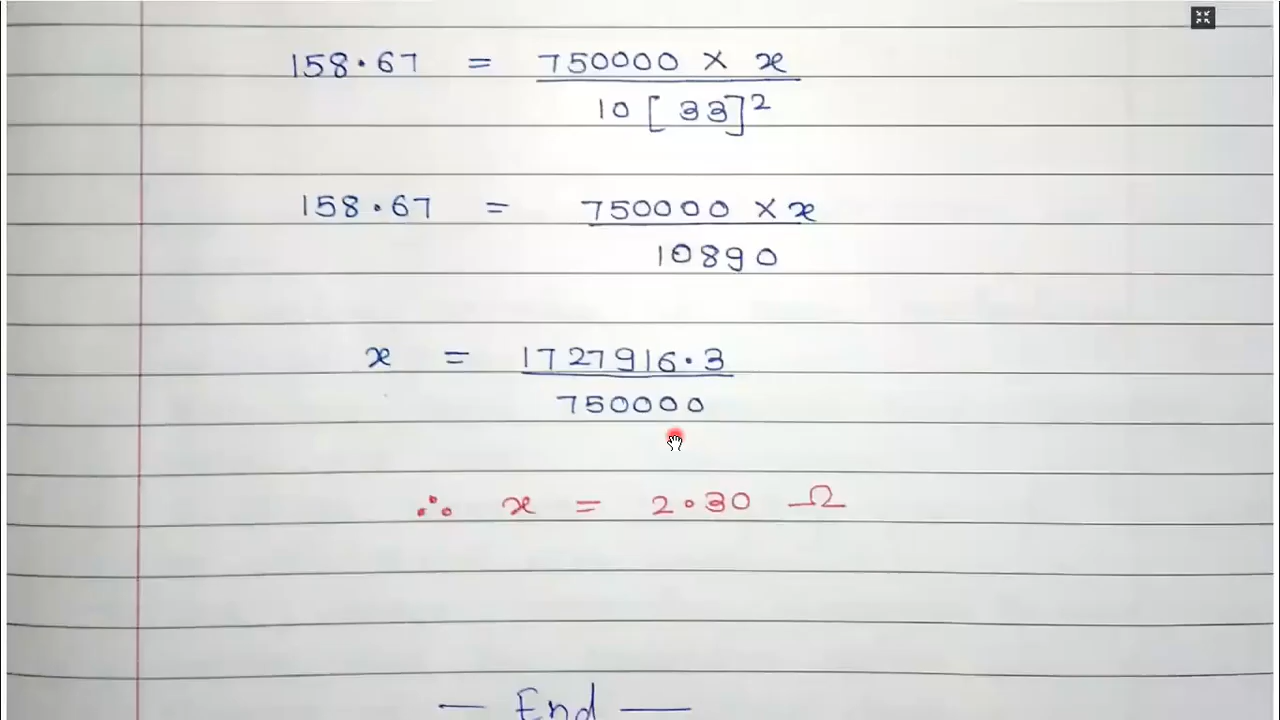 158.67 = 750000 × x
10 [ 33 ]²
158.67 = 750000 × x
10890
x = 1727916.3
750000
∴ x = 2.30 Ω
— End —